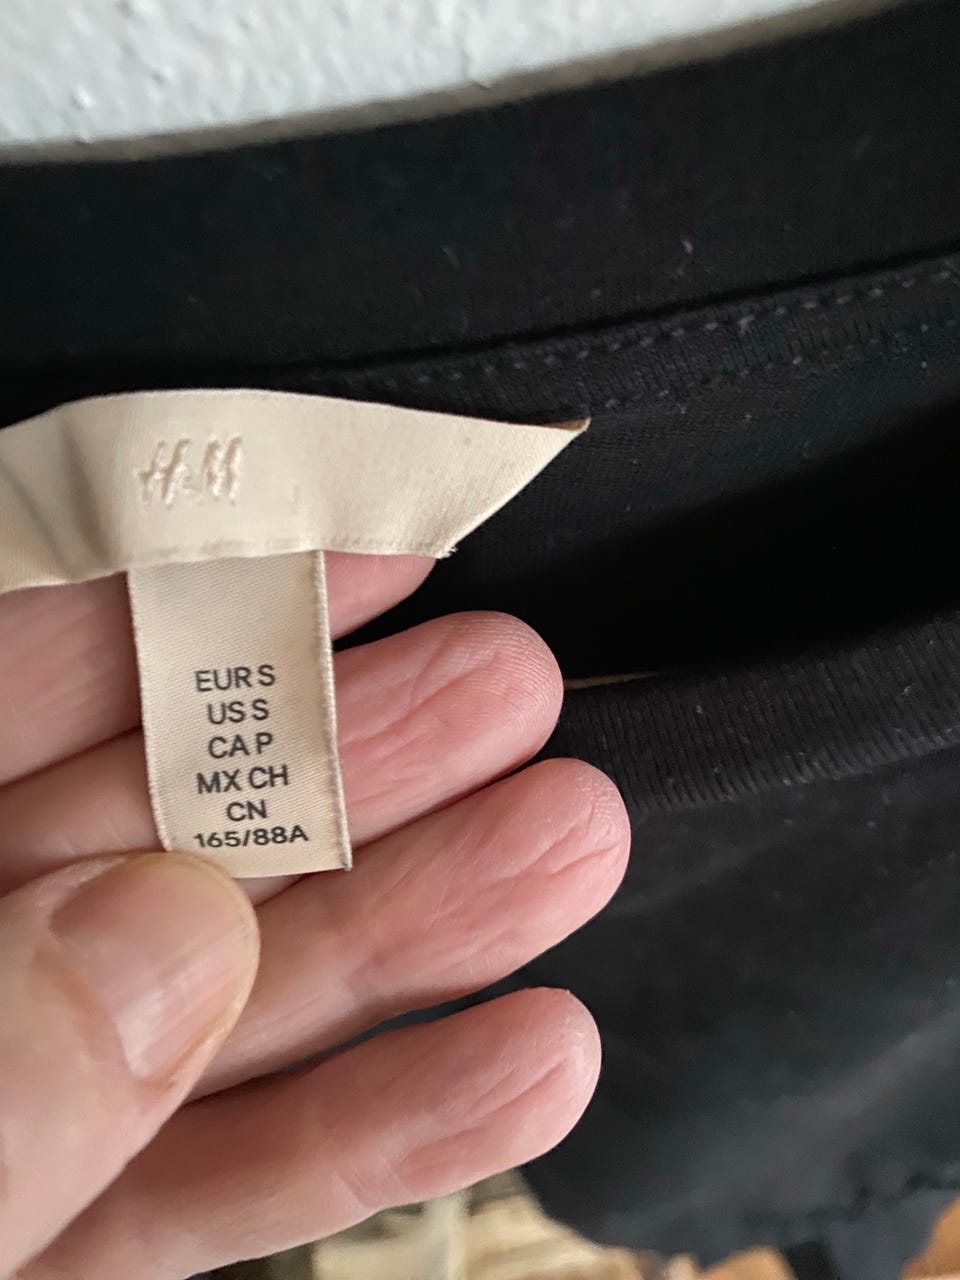 H&M
EUR S
US S
CA P
MX CH
CN
165/88A